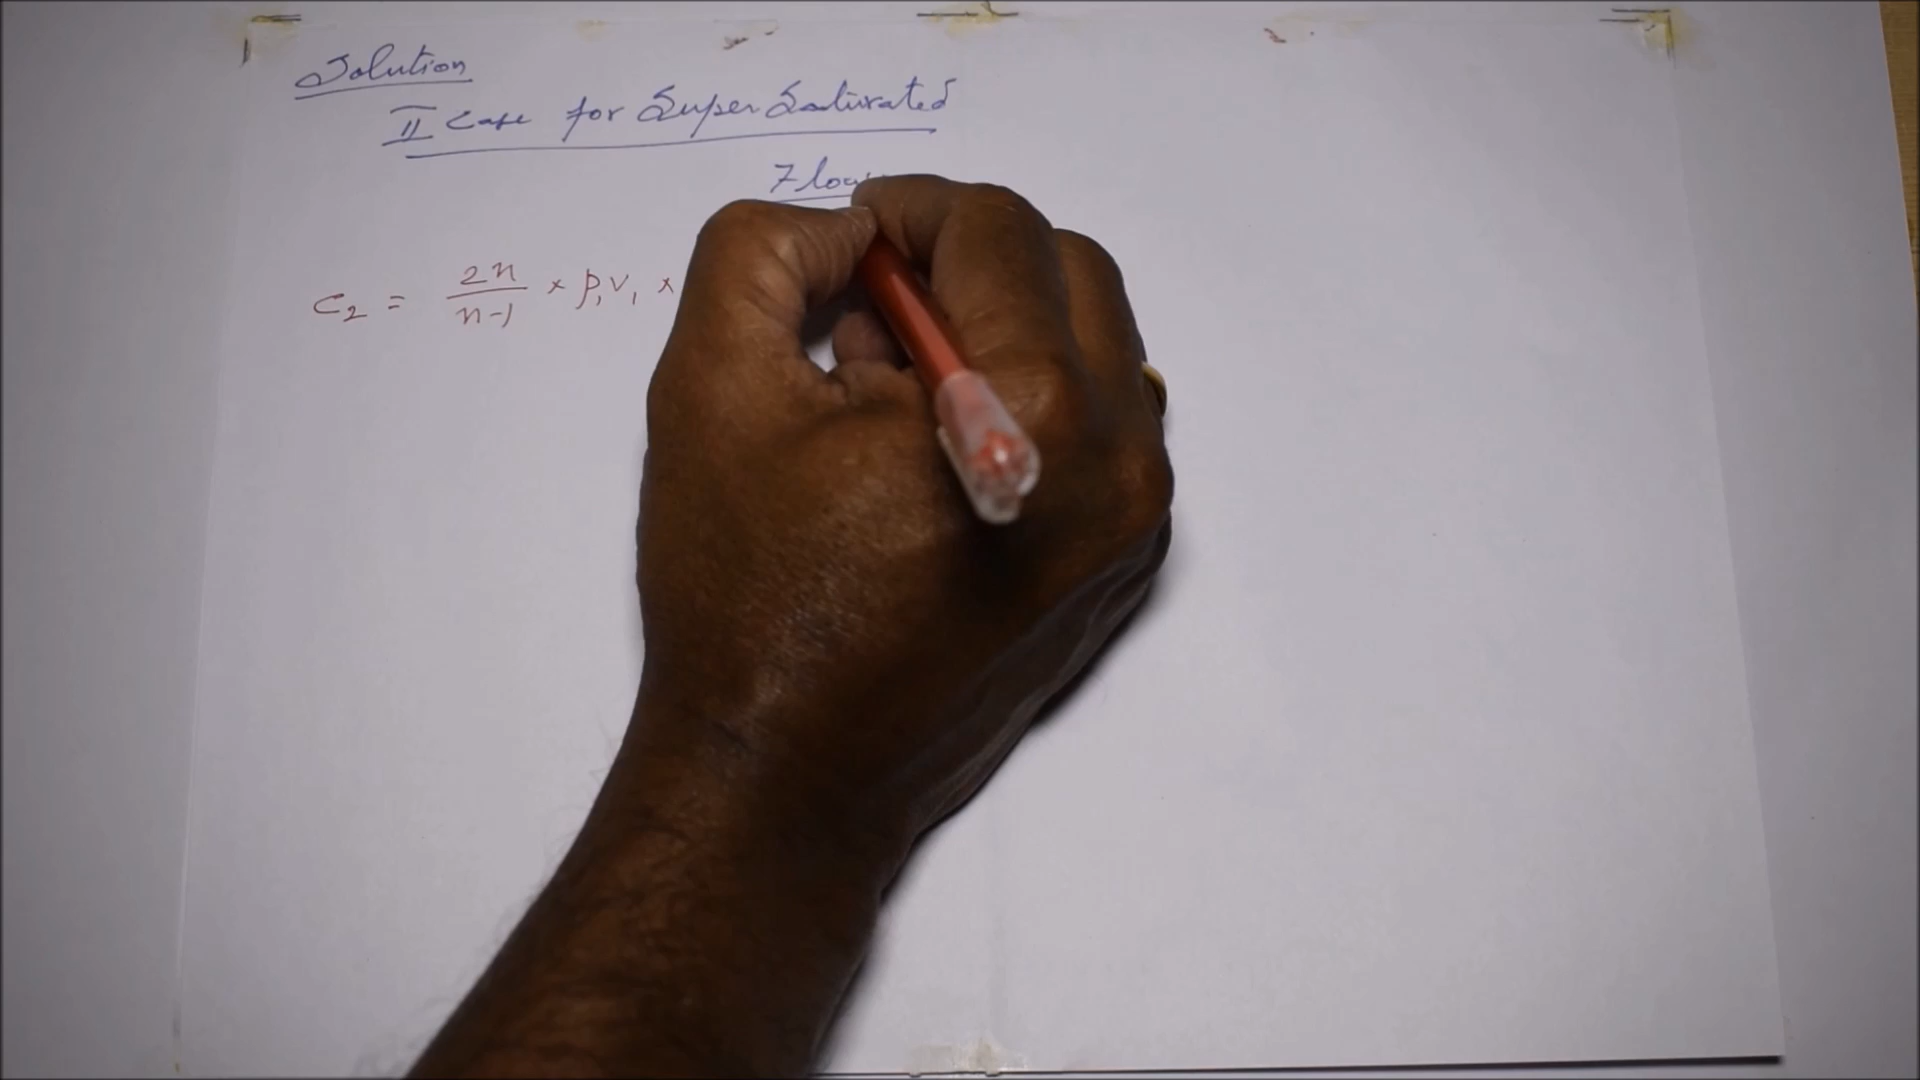 Solution
II Case for Super Saturated
Flow
C₂ = 2n/n-1 × p₁v₁ ×